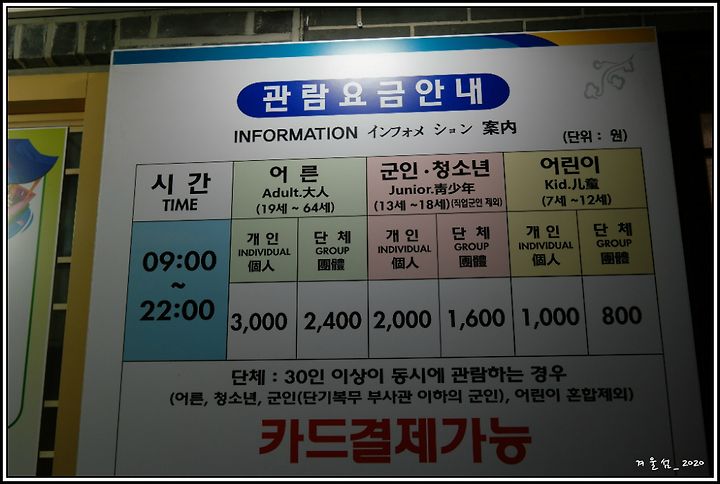 관람요금안내
INFORMATION インフォメ ション 案内
(단위 : 원)
시 간 TIME
어 른 Adult.大人 (19세 ~ 64세)
군인·청소년 Junior.靑少年 (13세 ~18세)(직업군인 제외)
어린이 Kid.儿童 (7세 ~12세)
개 인 INDIVIDUAL 個人
단 체 GROUP 團體
개 인 INDIVIDUAL 個人
단 체 GROUP 團體
개 인 INDIVIDUAL 個人
단 체 GROUP 團體
09:00 ~ 22:00
3,000 2,400 2,000 1,600 1,000 800
단체 : 30인 이상이 동시에 관람하는 경우
(어른, 청소년, 군인(단기복무 부사관 이하의 군인), 어린이 혼합제외)
카드결제가능
겨울섬_2020